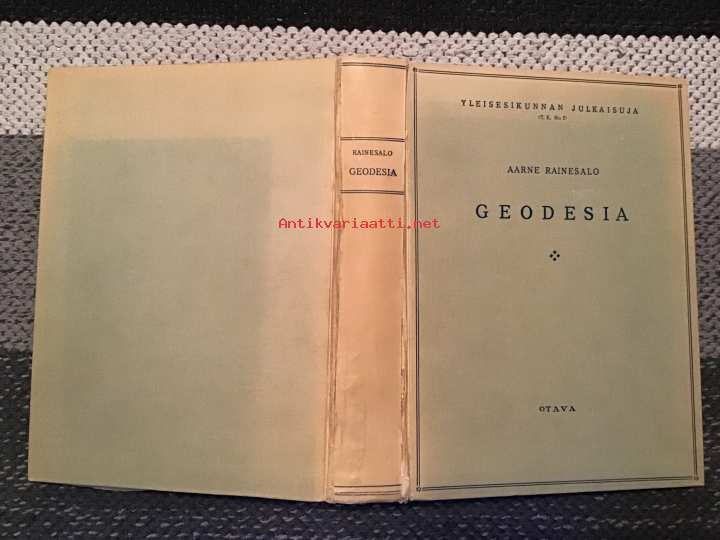 RAINESALO
GEODESIA
YLEISESIKUNNAN JULKAISUJA
AARNE RAINESALO
GEODESIA
OTAVA
Antikvariaatti.net